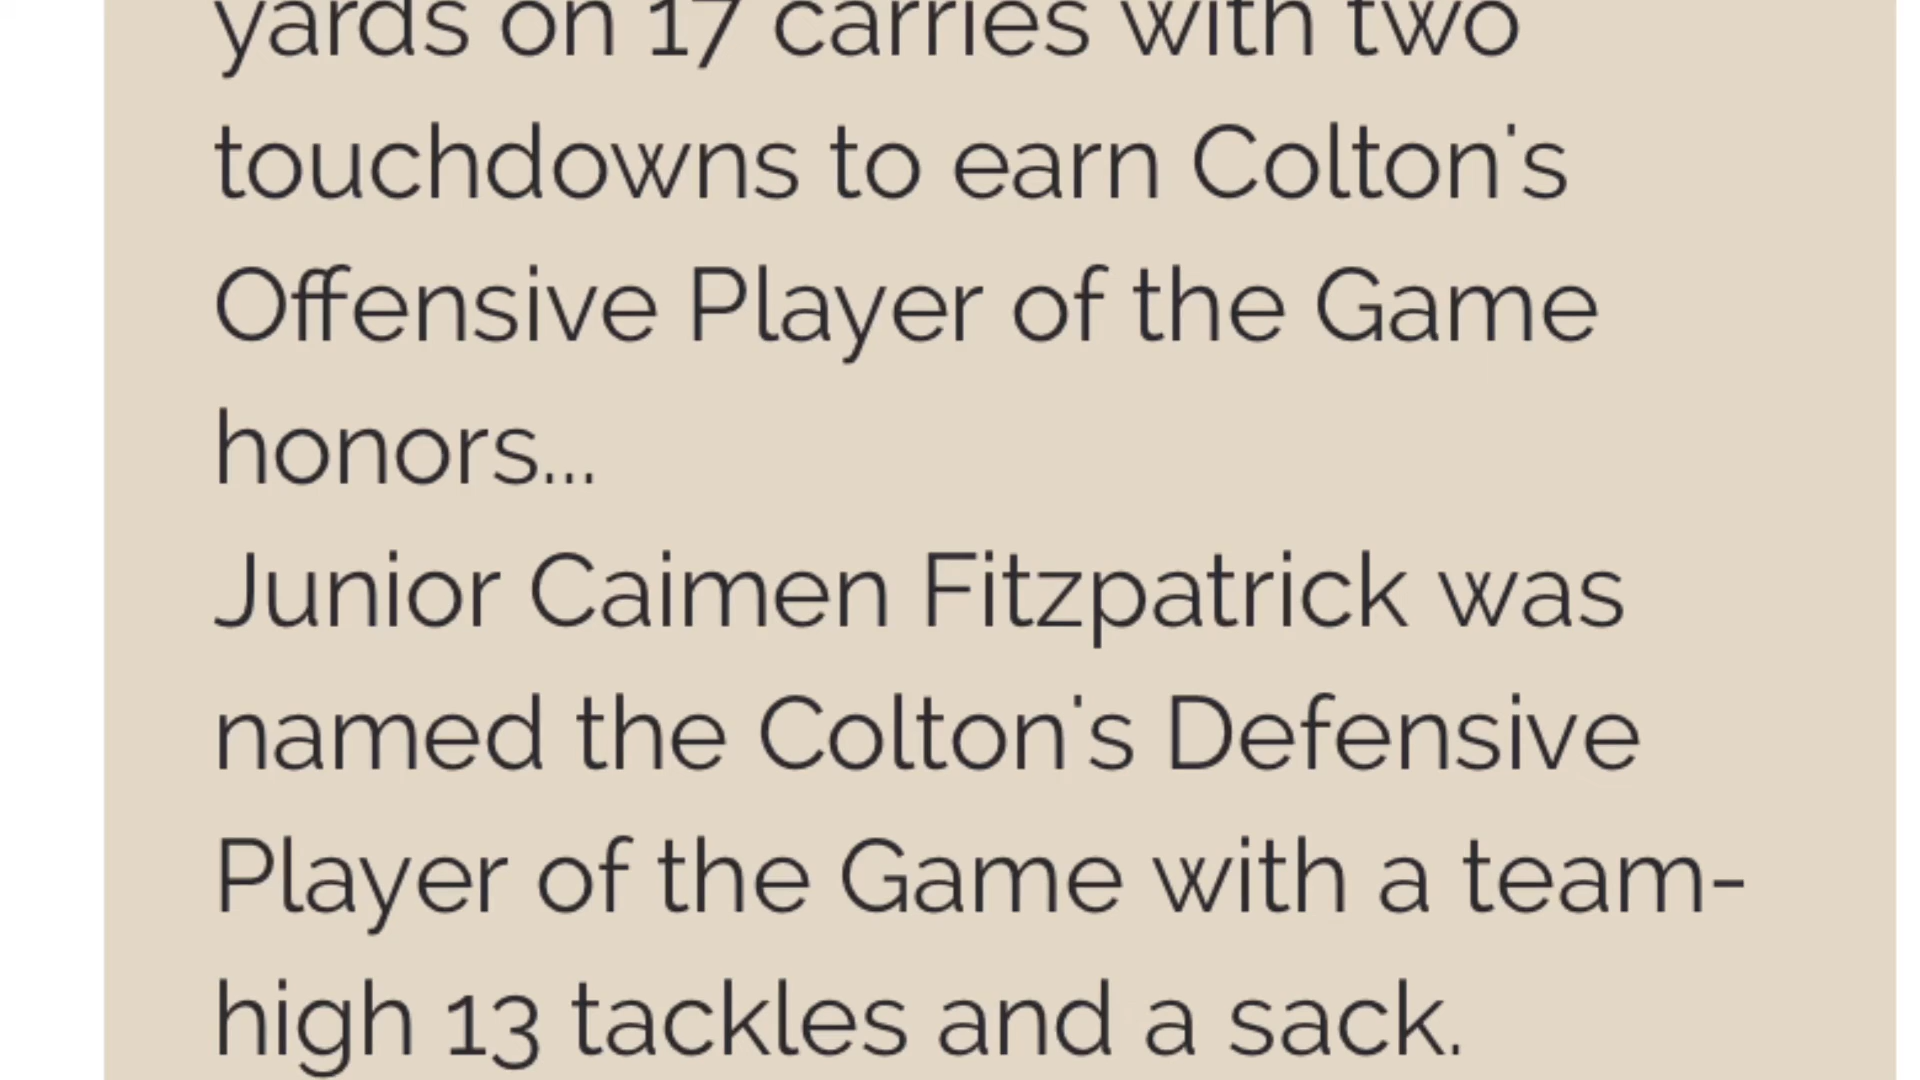 yards on 17 carries with two
touchdowns to earn Colton's
Offensive Player of the Game
honors...
Junior Caimen Fitzpatrick was
named the Colton's Defensive
Player of the Game with a team-
high 13 tackles and a sack.